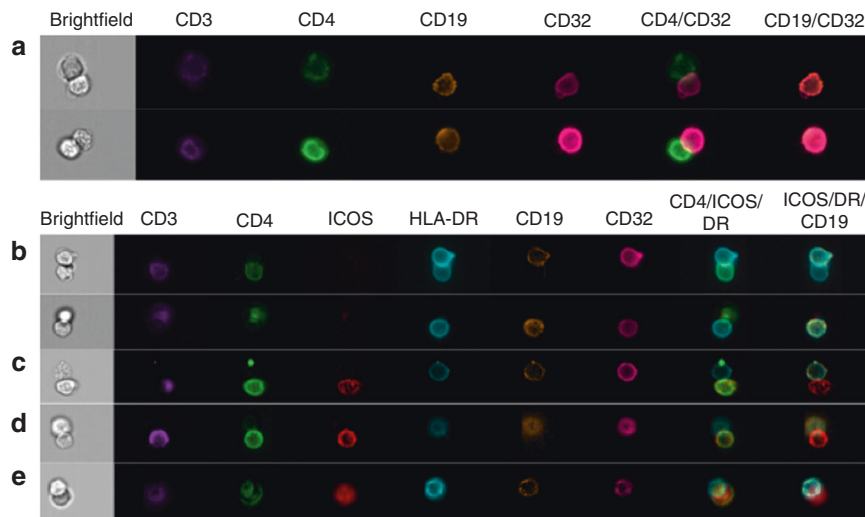 Brightfield CD3 CD4 CD19 CD32 CD4/CD32 CD19/CD32
a
Brightfield CD3 CD4 ICOS HLA-DR CD19 CD32 CD4/ICOS/DR ICOS/DR/CD19
b
c
d
e